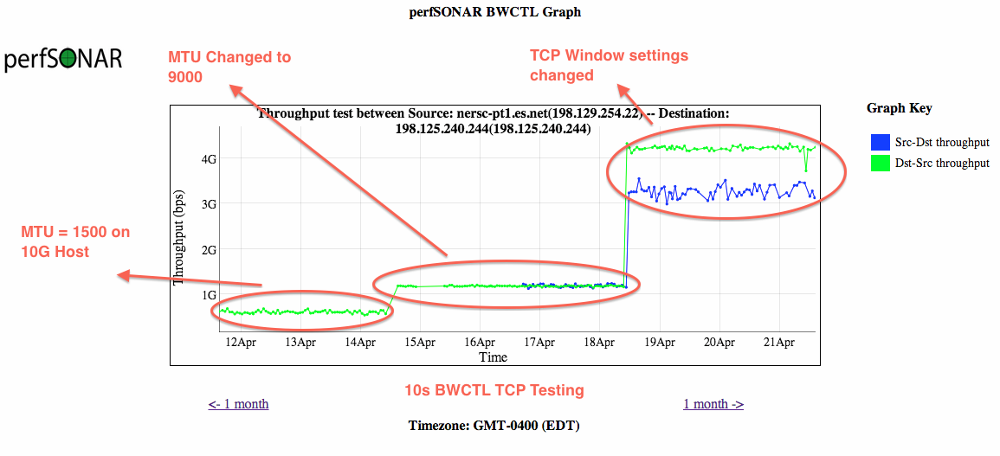 perfSONAR BWCTL Graph
perfSONAR
MTU Changed to
9000
TCP Window settings
changed
Throughput test between Source: nersc-pt1.es.net(198.129.254.22) -- Destination:
198.125.240.244(198.125.240.244)
Graph Key
Src-Dst throughput
Dst-Src throughput
MTU = 1500 on
10G Host
Throughput (bps)
4G
3G
2G
1G
12Apr 13Apr 14Apr 15Apr 16Apr 17Apr 18Apr 19Apr 20Apr 21Apr
Time
10s BWCTL TCP Testing
<- 1 month 1 month ->
Timezone: GMT-0400 (EDT)